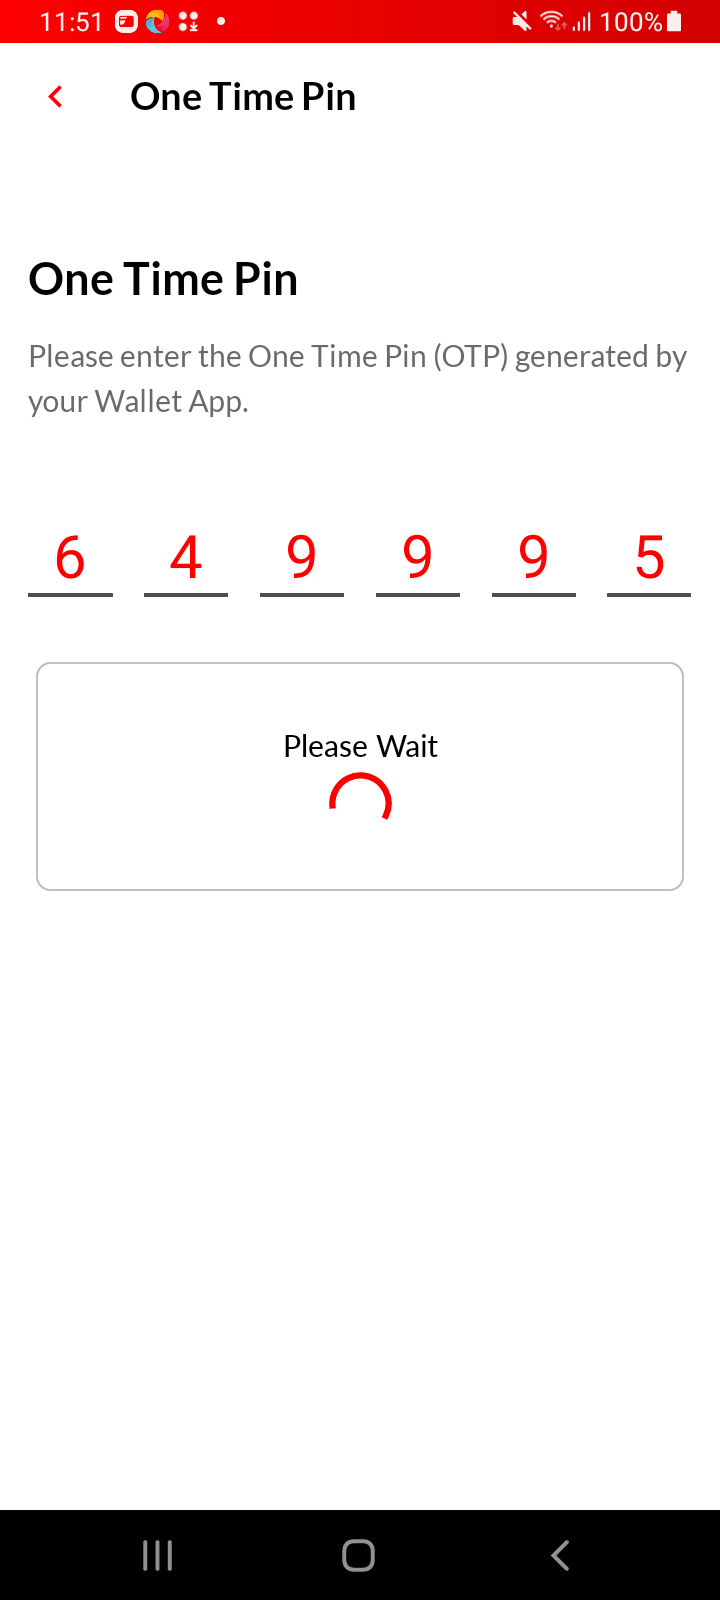 11:51 100%
One Time Pin
One Time Pin
Please enter the One Time Pin (OTP) generated by
your Wallet App.
6 4 9 9 9 5
Please Wait